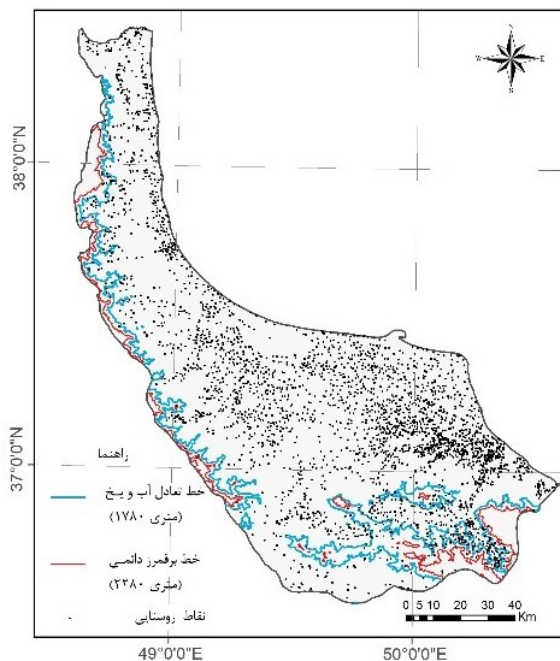 N
W E
S
38°0'0"N
37°0'0"N
راهنما
خط تعادل آب و یخ
(متری ۱۷۸۰)
خط برفمرز دائمی
(متری ۲۲۸۰)
نقاط روستایی
0 5 10 20 30 40
Km
49°0'0"E 50°0'0"E